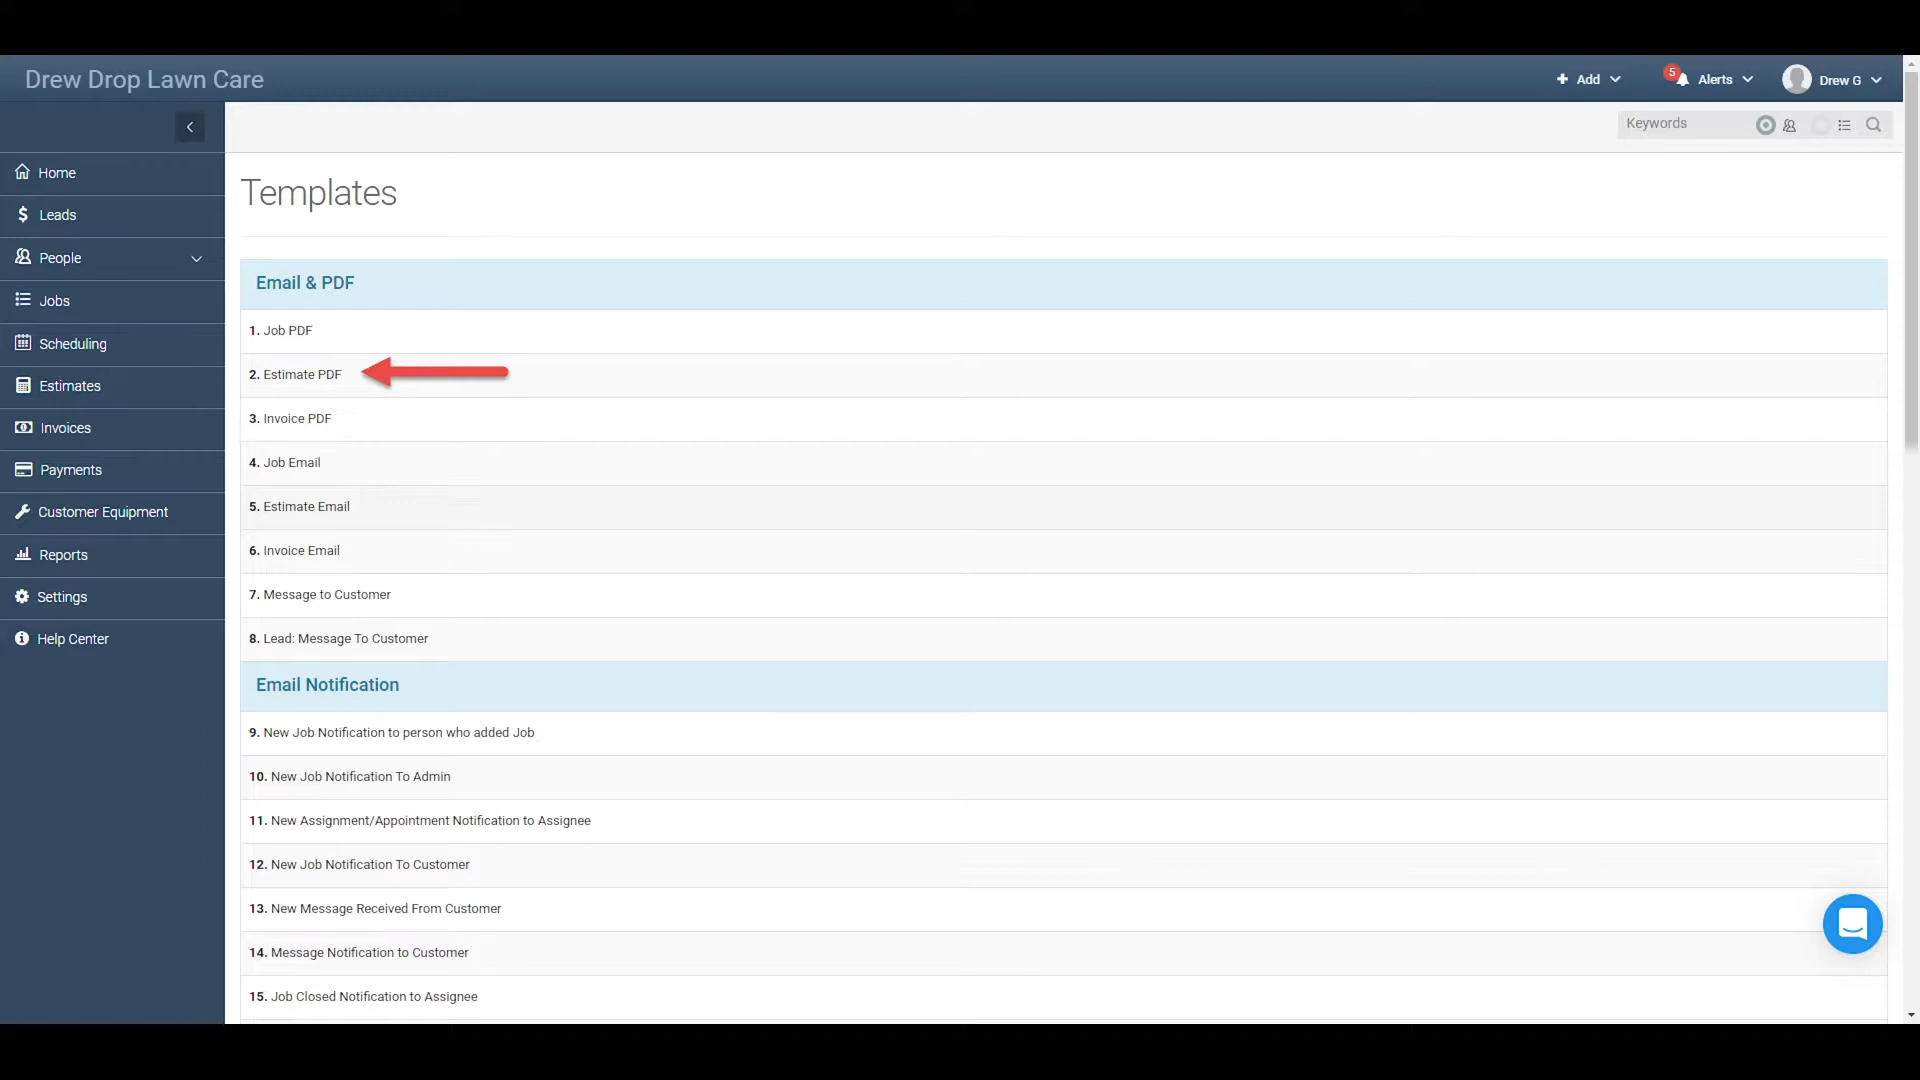 Drew Drop Lawn Care
Add
5
Alerts
Drew G
Keywords
Home
Leads
People
Jobs
Scheduling
Estimates
Invoices
Payments
Customer Equipment
Reports
Settings
Help Center
Templates
Email & PDF
1. Job PDF
2. Estimate PDF
3. Invoice PDF
4. Job Email
5. Estimate Email
6. Invoice Email
7. Message to Customer
8. Lead: Message To Customer
Email Notification
9. New Job Notification to person who added Job
10. New Job Notification To Admin
11. New Assignment/Appointment Notification to Assignee
12. New Job Notification To Customer
13. New Message Received From Customer
14. Message Notification to Customer
15. Job Closed Notification to Assignee